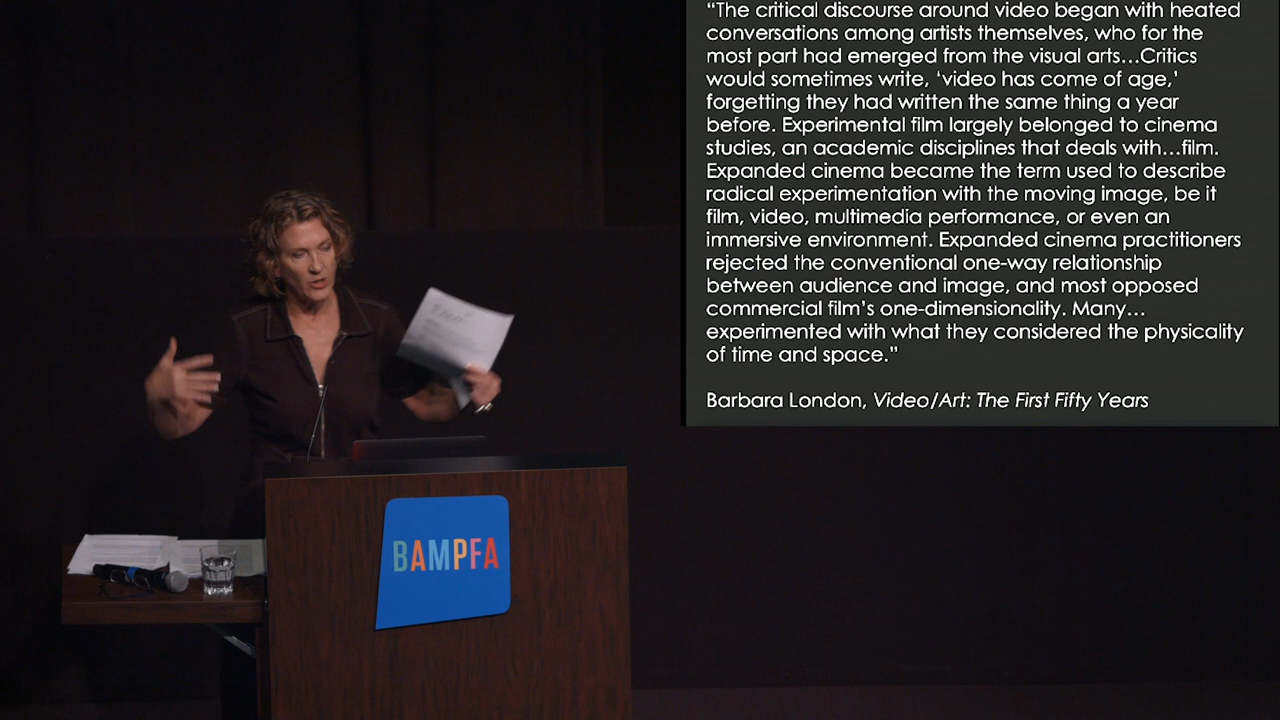 “The critical discourse around video began with heated
conversations among artists themselves, who for the
most part had emerged from the visual arts...Critics
would sometimes write, ‘video has come of age,’
forgetting they had written the same thing a year
before. Experimental film largely belonged to cinema
studies, an academic disciplines that deals with...film.
Expanded cinema became the term used to describe
radical experimentation with the moving image, be it
film, video, multimedia performance, or even an
immersive environment. Expanded cinema practitioners
rejected the conventional one-way relationship
between audience and image, and most opposed
commercial film’s one-dimensionality. Many...
experimented with what they considered the physicality
of time and space.”
Barbara London, Video/Art: The First Fifty Years
BAMPFA